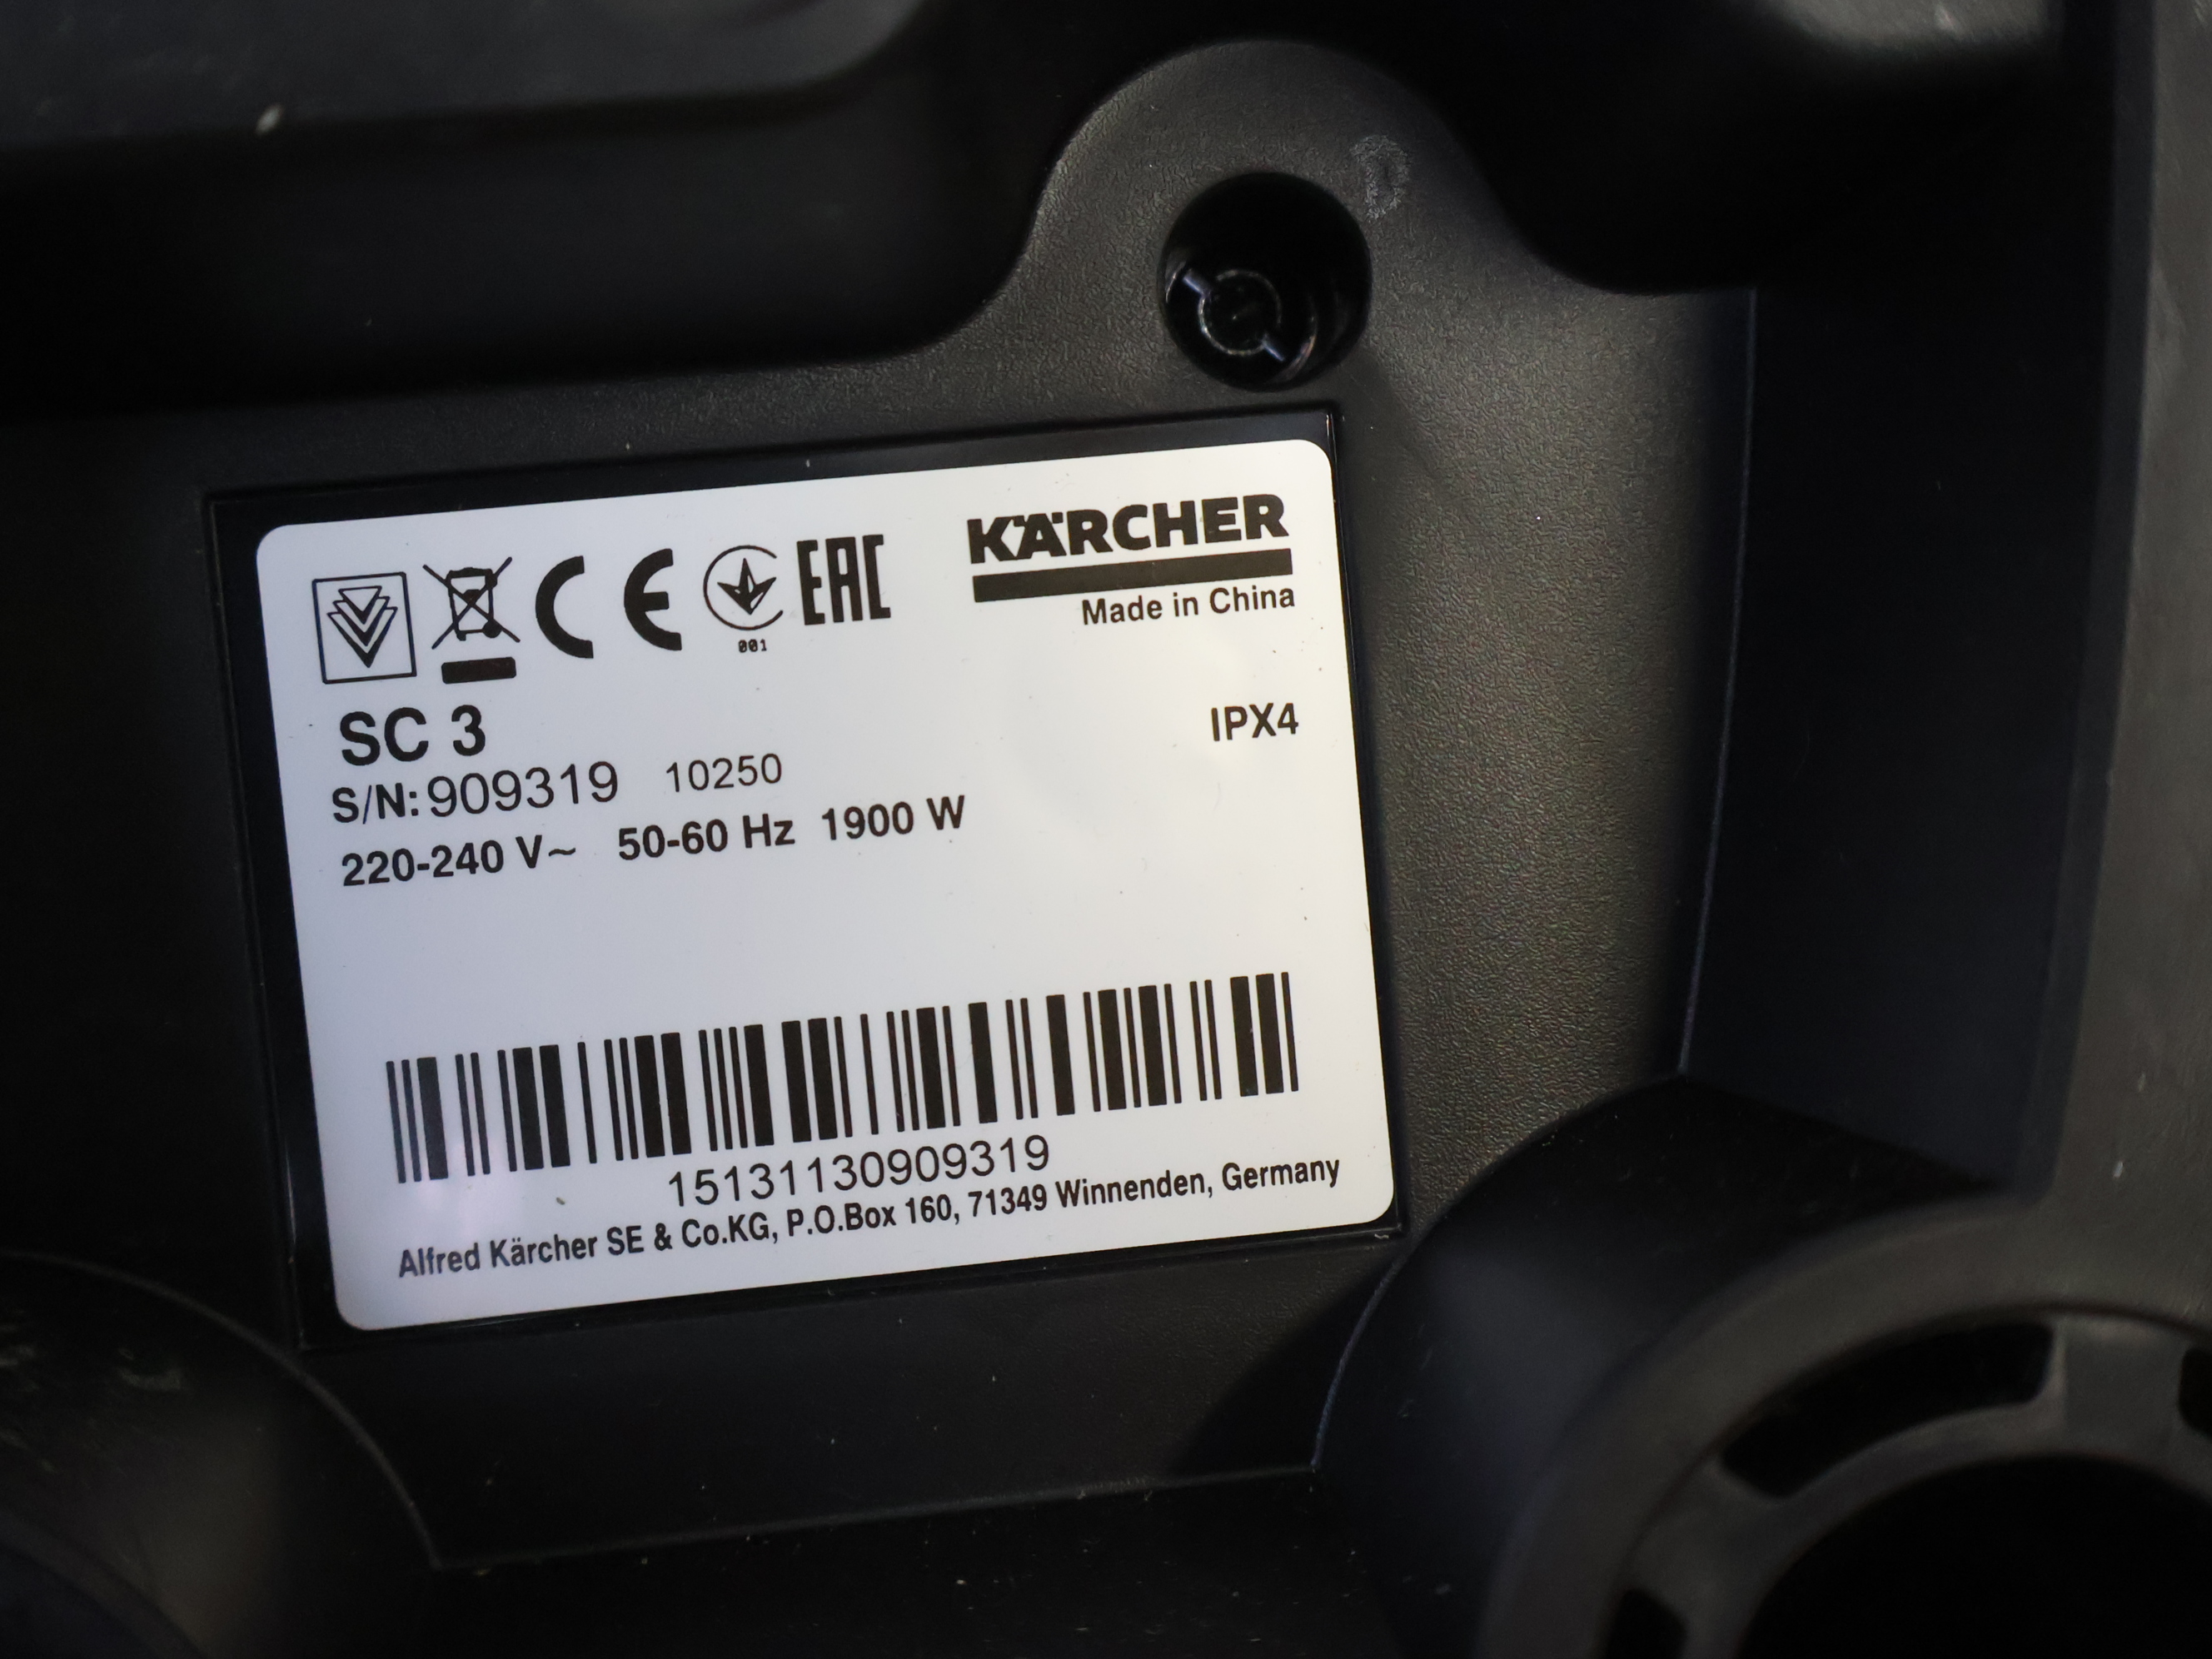 CE
001
EAC
KÄRCHER
Made in China
SC 3
IPX4
S/N: 909319 10250
220-240 V~ 50-60 Hz 1900 W
15131130909319
Alfred Kärcher SE & Co.KG, P.O.Box 160, 71349 Winnenden, Germany